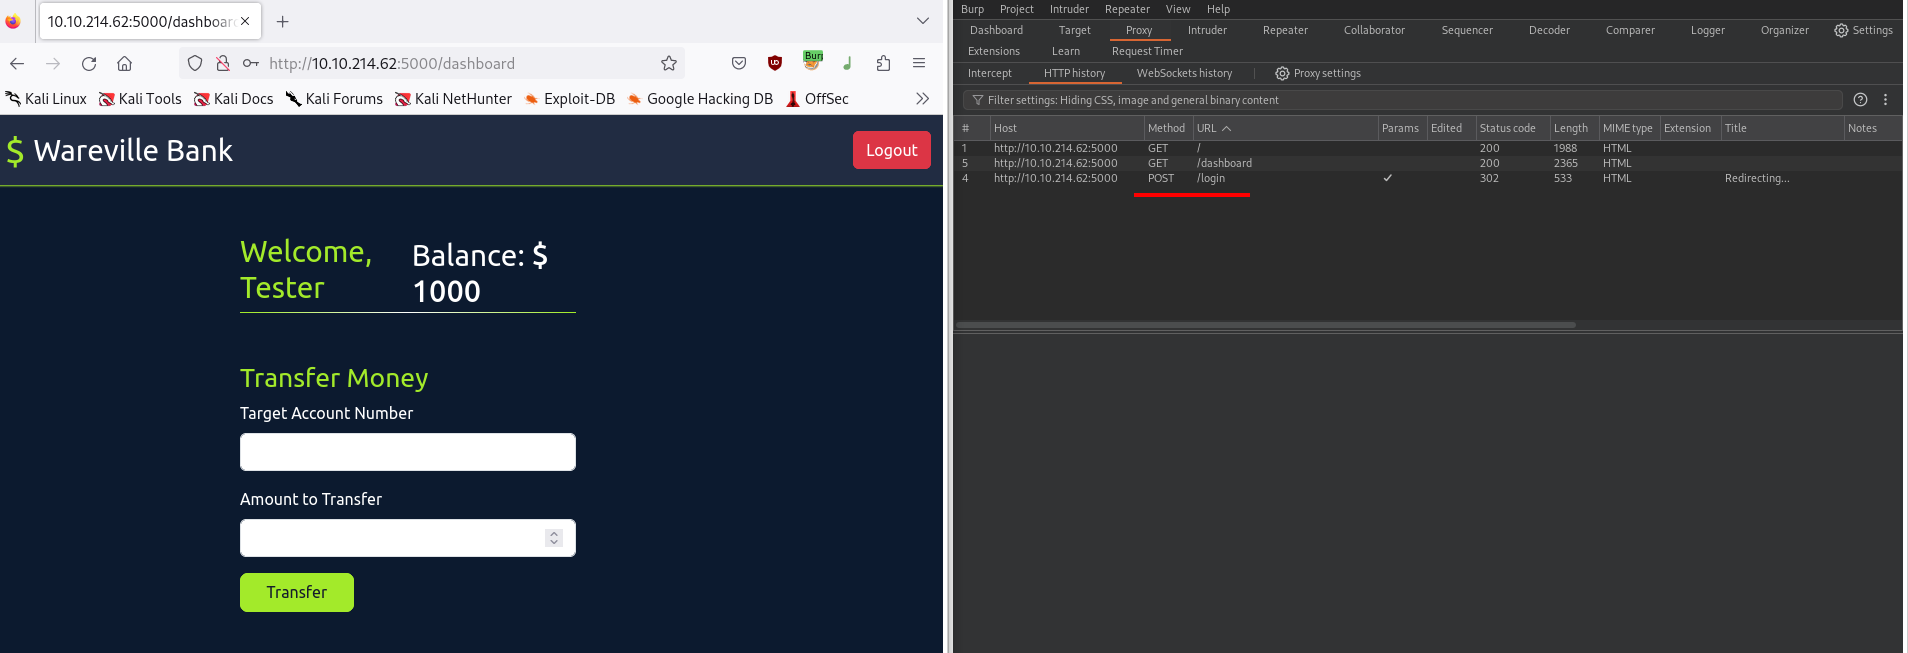 10.10.214.62:5000/dashboar
http://10.10.214.62:5000/dashboard
Kali Linux Kali Tools Kali Docs Kali Forums Kali NetHunter Exploit-DB Google Hacking DB OffSec
$ Wareville Bank
Logout
Welcome,
Tester
Balance: $
1000
Transfer Money
Target Account Number
Amount to Transfer
Transfer
Burp Project Intruder Repeater View Help
Dashboard Target Proxy Intruder Repeater Collaborator Sequencer Decoder Comparer Logger Organizer Settings
Extensions Learn Request Timer
Intercept HTTP history WebSockets history Proxy settings
Filter settings: Hiding CSS, image and general binary content
# Host Method URL Params Edited Status code Length MIME type Extension Title Notes
1 http://10.10.214.62:5000 GET / 200 1988 HTML
5 http://10.10.214.62:5000 GET /dashboard 200 2365 HTML
4 http://10.10.214.62:5000 POST /login ✓ 302 533 HTML Redirecting...